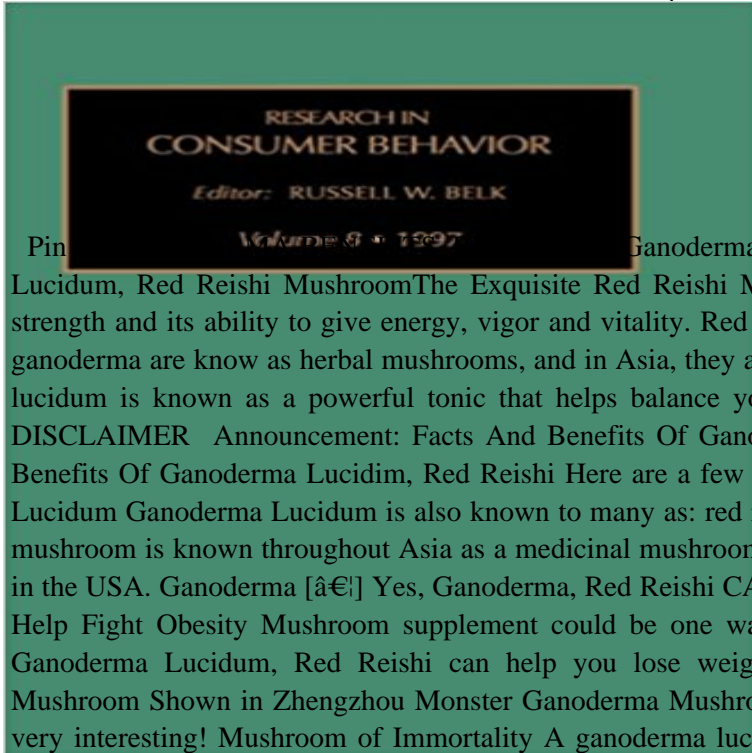 RESEARCH IN
CONSUMER BEHAVIOR
Editor: RUSSELL W. BELK
Volume 8 • 1997
Pin Ganoderma
Lucidum, Red Reishi MushroomThe Exquisite Red Reishi M
strength and its ability to give energy, vigor and vitality. Red
ganoderma are know as herbal mushrooms, and in Asia, they a
lucidum is known as a powerful tonic that helps balance yo
DISCLAIMER Announcement: Facts And Benefits Of Gano
Benefits Of Ganoderma Lucidim, Red Reishi Here are a few
Lucidum Ganoderma Lucidum is also known to many as: red
mushroom is known throughout Asia as a medicinal mushroom
in the USA. Ganoderma [â€¦] Yes, Ganoderma, Red Reishi CA
Help Fight Obesity Mushroom supplement could be one wa
Ganoderma Lucidum, Red Reishi can help you lose weig
Mushroom Shown in Zhengzhou Monster Ganoderma Mushro
very interesting! Mushroom of Immortality A ganoderma luc